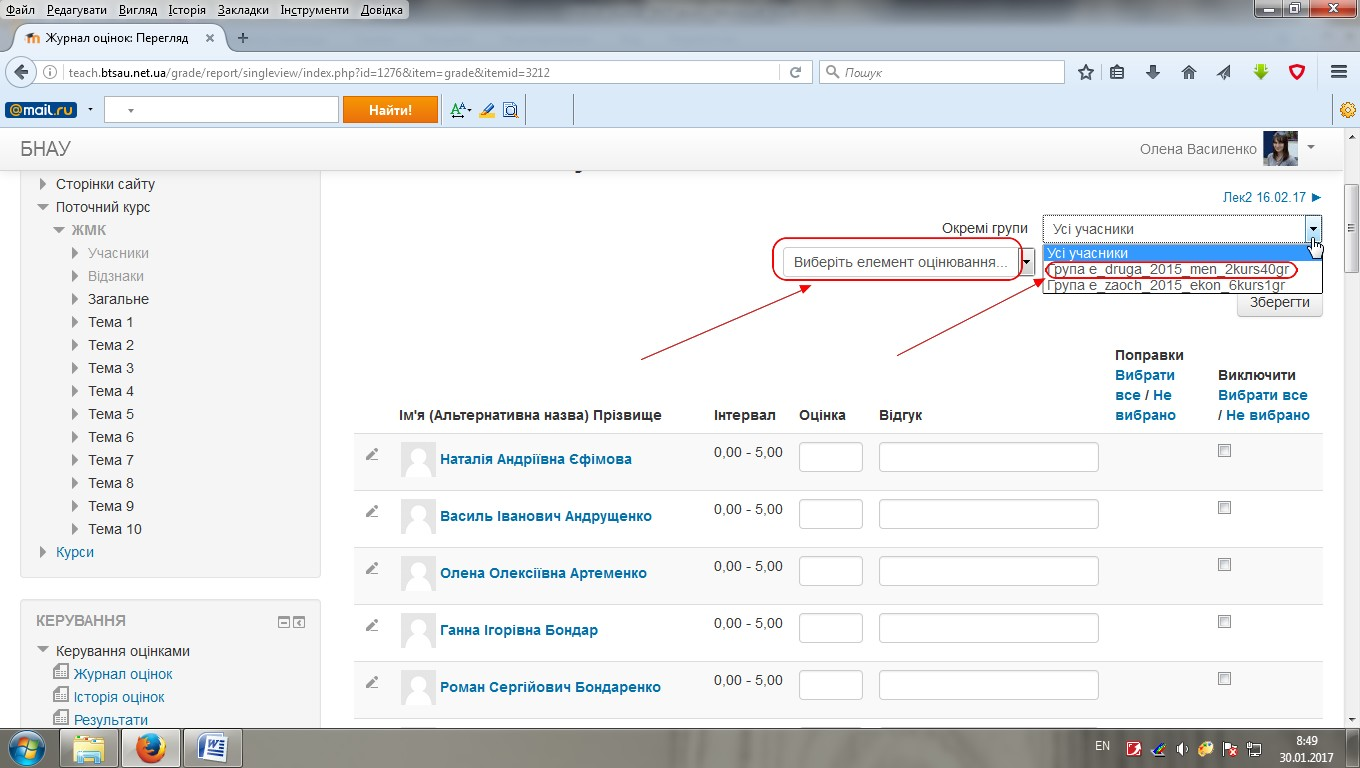 Файл Редагувати Вигляд Історія Закладки Інструменти Довідка
Журнал оцінок: Перегляд
teach.btsau.net.ua/grade/report/singleview/index.php?id=1276&item=grade&itemid=3212
Пошук
@mail.ru
Найти!
БНАУ
Олена Василенко
Сторінки сайту
Поточний курс
ЖМК
Учасники
Відзнаки
Загальне
Тема 1
Тема 2
Тема 3
Тема 4
Тема 5
Тема 6
Тема 7
Тема 8
Тема 9
Тема 10
Курси
КЕРУВАННЯ
Керування оцінками
Журнал оцінок
Історія оцінок
Результати
Лек2 16.02.17 ►
Окремі групи
Усі учасники
Усі учасники
Група e_druga_2015_men_2kurs40gr
Група e_zaoch_2015_ekon_6kurs1gr
Виберіть елемент оцінювання...
Зберегти
Ім'я (Альтернативна назва) Прізвище Інтервал Оцінка Відгук
Поправки
Вибрати
все / Не
вибрано
Виключити
Вибрати все
/ Не вибрано
Наталія Андріївна Єфімова 0,00 - 5,00
Василь Іванович Андрущенко 0,00 - 5,00
Олена Олексіївна Артеменко 0,00 - 5,00
Ганна Ігорівна Бондар 0,00 - 5,00
Роман Сергійович Бондаренко 0,00 - 5,00
EN
8:49
30.01.2017